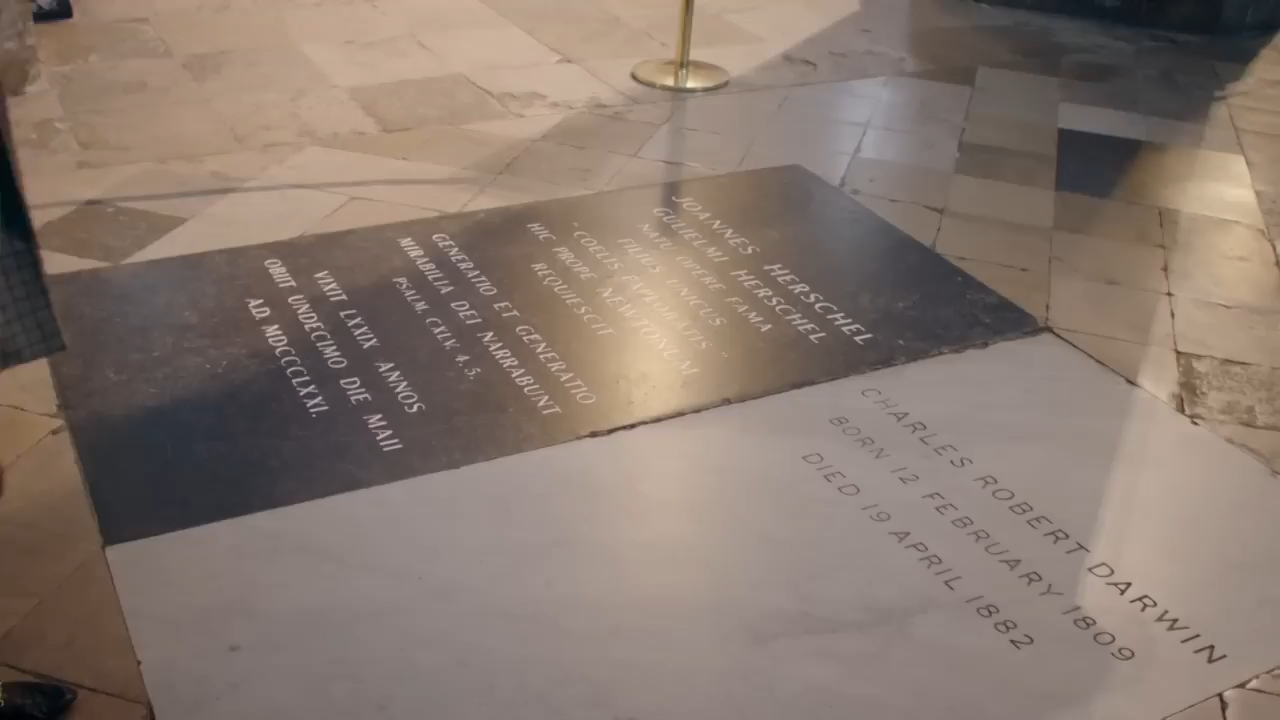 JOANNES HERSCHEL
GULIELMI HERSCHEL
NATU OPERE FAMA
FILIUS UNICUS
"COELIS EXPLORATIS"
HIC PROPE NEWTONUM
REQUIESCIT
GENERATIO ET GENERATIO
MIRABILIA DEI NARRABUNT
PSALM. CXLV. 4. 5.
VIXIT LXXIX ANNOS
OBIIT UNDECIMO DIE MAII
A.D. MDCCCLXXI.
CHARLES ROBERT DARWIN
BORN 12 FEBRUARY 1809
DIED 19 APRIL 1882